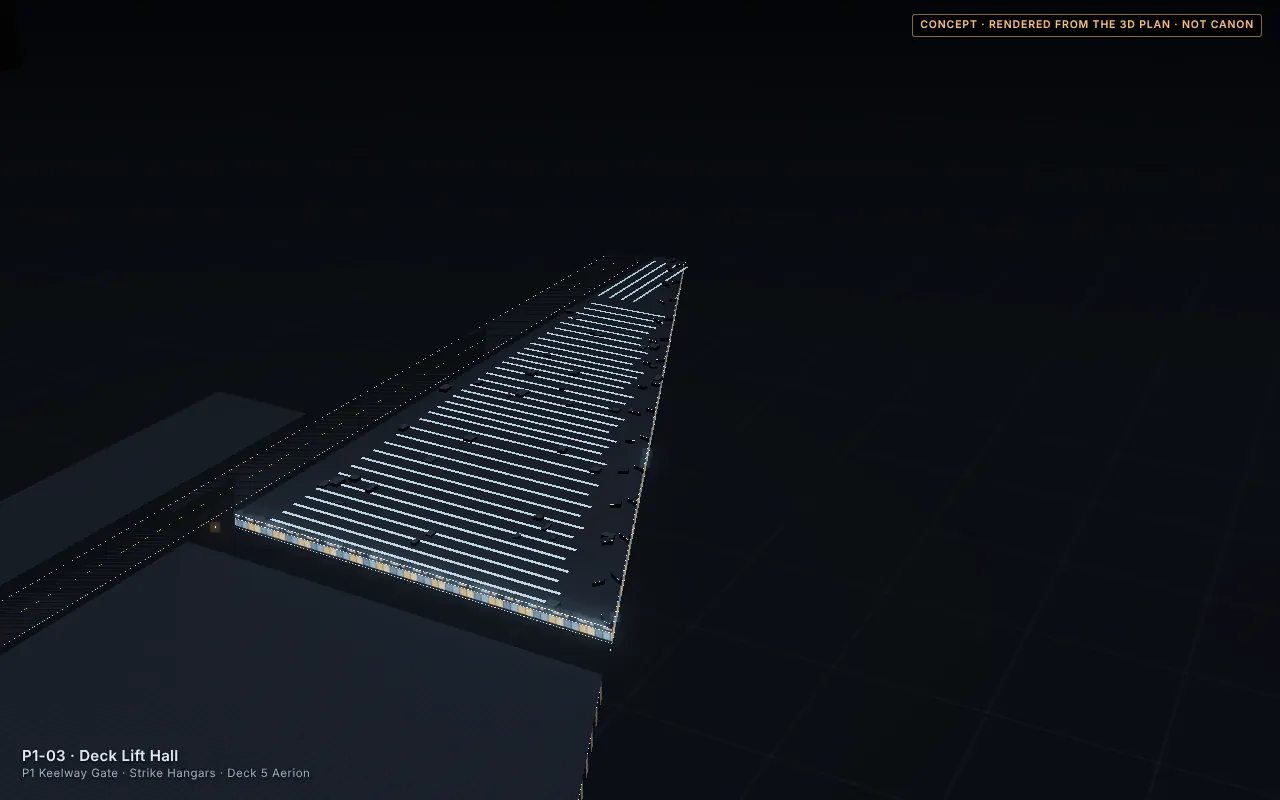 CONCEPT · RENDERED FROM THE 3D PLAN · NOT CANON
P1-03 · Deck Lift Hall
P1 Keelway Gate · Strike Hangars · Deck 5 Aerion